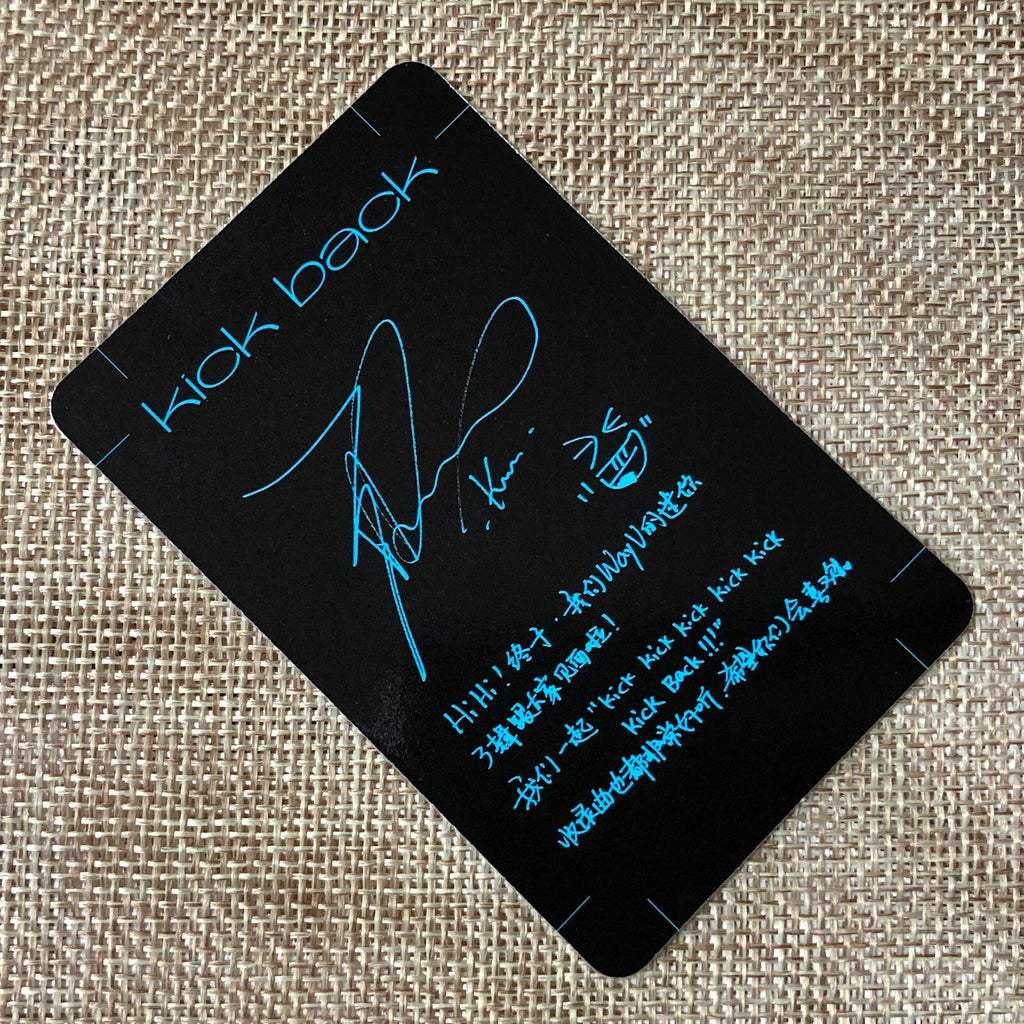 kick back
·Kun·
HiHi！终于·我们WayV的迷你
3辑跟大家见面啦！
我们一起"kick kick kick kick kick
kick Back!!!"
收录曲也都非常好听，希望你们会喜欢。